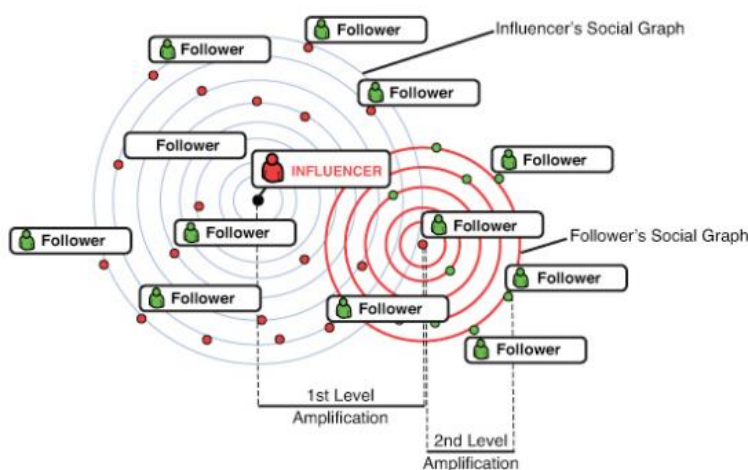 Follower
Influencer's Social Graph
Follower
Follower
Follower
Follower
INFLUENCER
Follower
Follower
Follower
Follower's Social Graph
Follower
Follower
Follower
Follower
Follower
1st Level
Amplification
2nd Level
Amplification